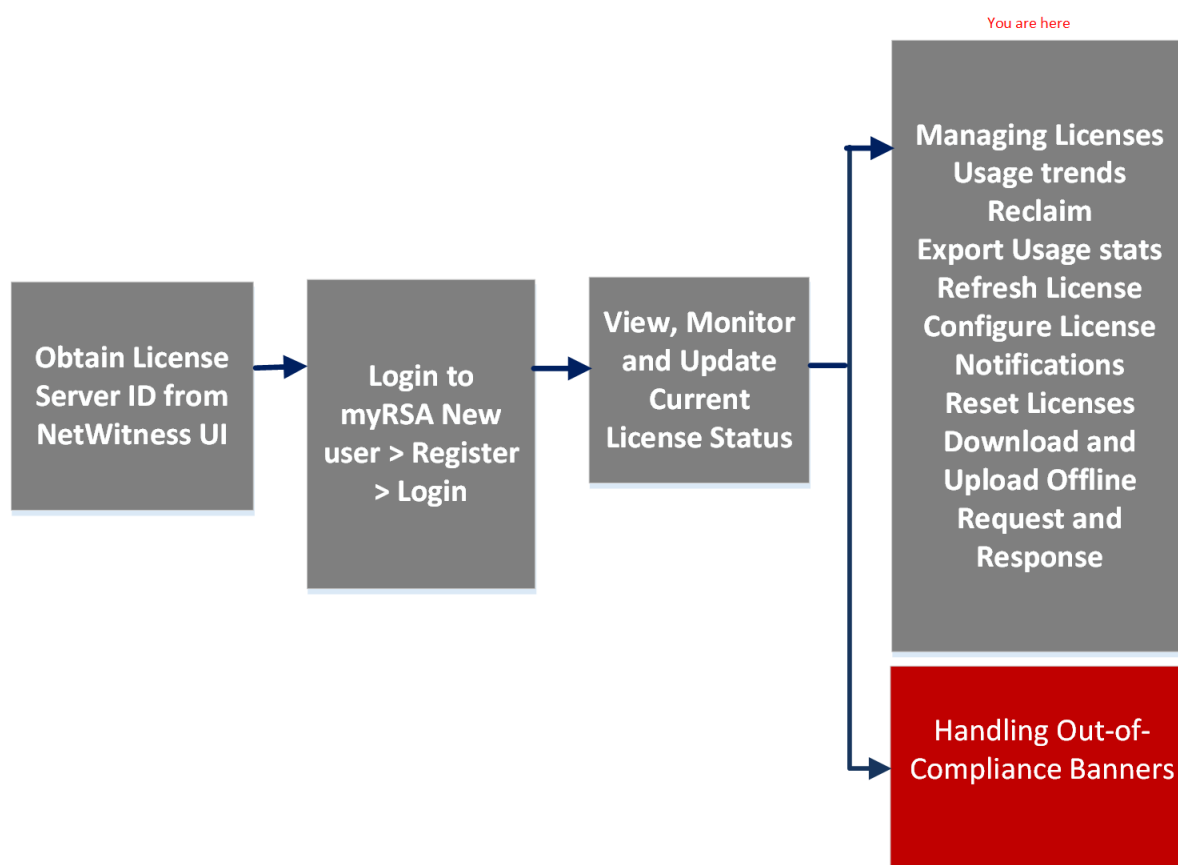 You are here
Obtain License
Server ID from
NetWitness UI
Login to
myRSA New
user > Register
> Login
View, Monitor
and Update
Current
License Status
Managing Licenses
Usage trends
Reclaim
Export Usage stats
Refresh License
Configure License
Notifications
Reset Licenses
Download and
Upload Offline
Request and
Response
Handling Out-of-
Compliance Banners